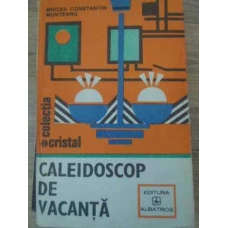 MIRCEA CONSTANTIN
MUNTEANU
colecția
cristal
CALEIDOSCOP
DE
VACANȚĂ
EDITURA
ALBATROS